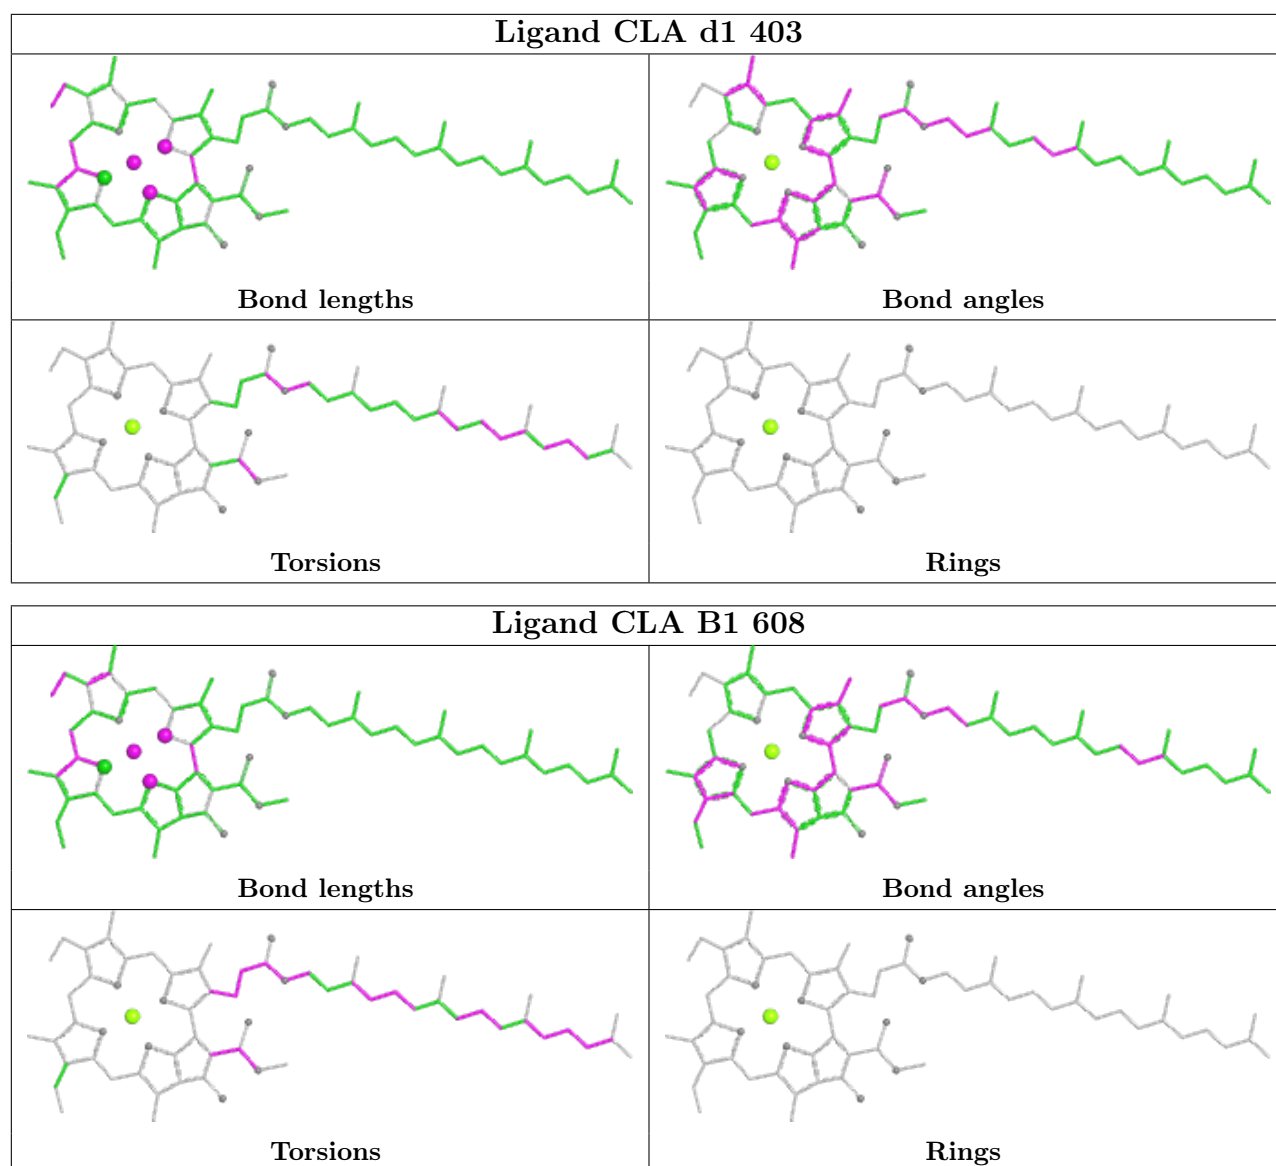 Ligand CLA d1 403
Bond lengths
Bond angles
Torsions
Rings
Ligand CLA B1 608
Bond lengths
Bond angles
Torsions
Rings